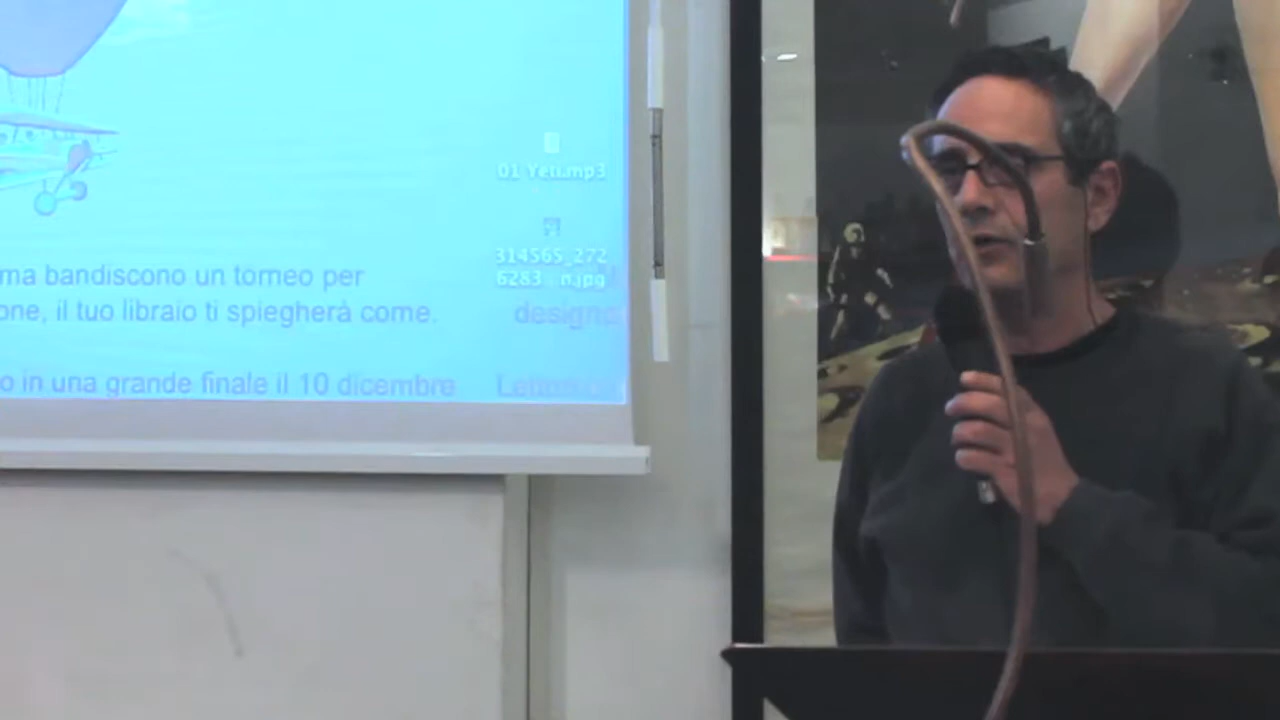 01 Yeti.mp3
314565_272
6283 n.jpg
ma bandiscono un torneo per
one, il tuo libraio ti spiegherà come.
o in una grande finale il 10 dicembre